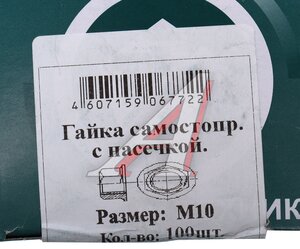 4607159067722
Гайка самостопр.
с насечкой.
Размер: М10
Кол-во: 100шт.
ИК